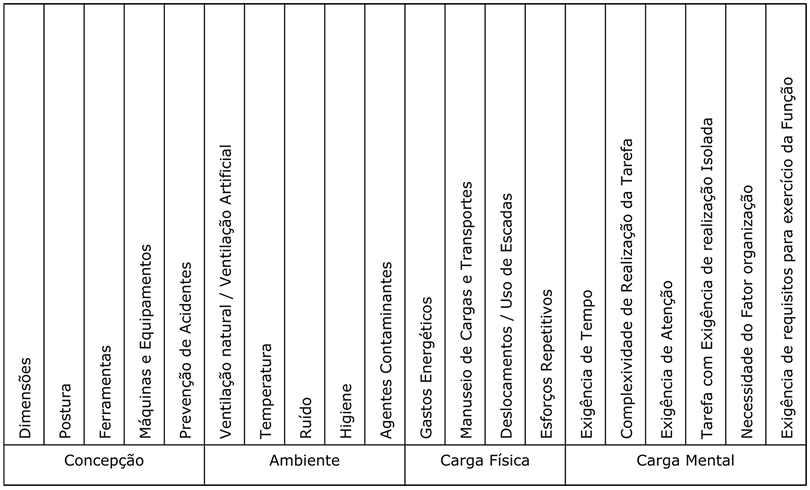 Dimensões
Postura
Ferramentas
Máquinas e Equipamentos
Prevenção de Acidentes
Ventilação natural / Ventilação Artificial
Temperatura
Ruído
Higiene
Agentes Contaminantes
Gastos Energéticos
Manuseio de Cargas e Transportes
Deslocamentos / Uso de Escadas
Esforços Repetitivos
Exigência de Tempo
Complexividade de Realização da Tarefa
Exigência de Atenção
Tarefa com Exigência de realização Isolada
Necessidade do Fator organização
Exigência de requisitos para exercício da Função
Concepção
Ambiente
Carga Física
Carga Mental